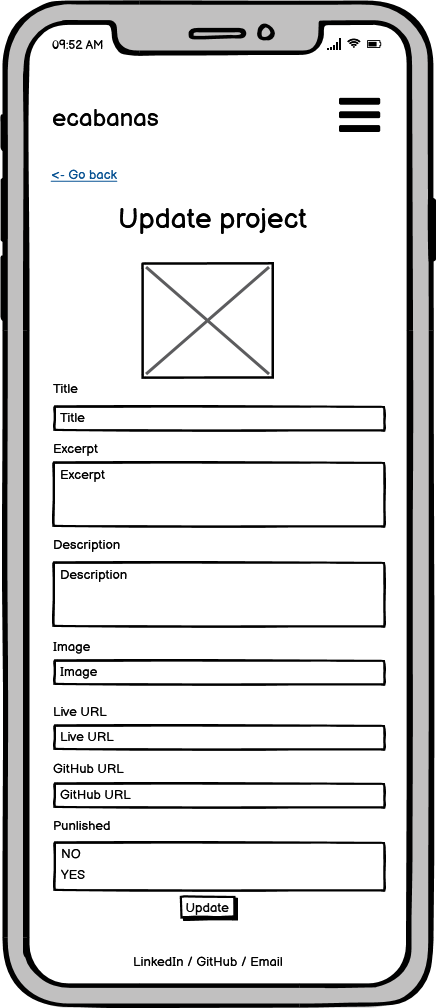 09:52 AM
ecabanas
<- Go back
Update project
Title
Title
Excerpt
Excerpt
Description
Description
Image
Image
Live URL
Live URL
GitHub URL
GitHub URL
Punlished
NO
YES
Update
LinkedIn / GitHub / Email